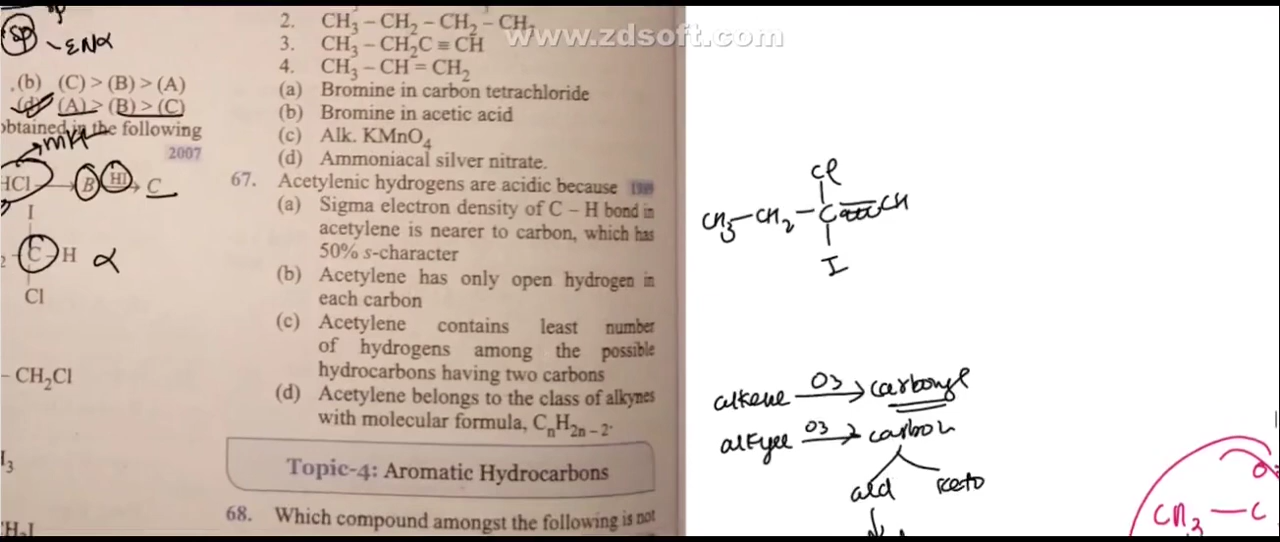 sp
2. CH3 – CH2 – CH2 – CH3
3. CH3 – CH2C ≡ CH
4. CH3 – CH = CH2
(a) Bromine in carbon tetrachloride
(b) Bromine in acetic acid
(c) Alk. KMnO4
(d) Ammoniacal silver nitrate.
67. Acetylenic hydrogens are acidic because
(a) Sigma electron density of C – H bond in
acetylene is nearer to carbon, which has
50% s-character
(b) Acetylene has only open hydrogen in
each carbon
(c) Acetylene contains least number
of hydrogens among the possible
hydrocarbons having two carbons
(d) Acetylene belongs to the class of alkynes
with molecular formula, CnH2n – 2.
Topic-4: Aromatic Hydrocarbons
68. Which compound amongst the following is not
www.zdsoft.com
– EN α
(b) (C) > (B) > (A)
(d) (A) > (B) > (C)
obtained in the following
2007
HCl → B HI → C
I
C – H α
Cl
– CH2Cl
Cl
CH3 – CH2 – C CH
I
alkene O3 → carbonyl
O3 → carbon
ald keto
CH3 – C